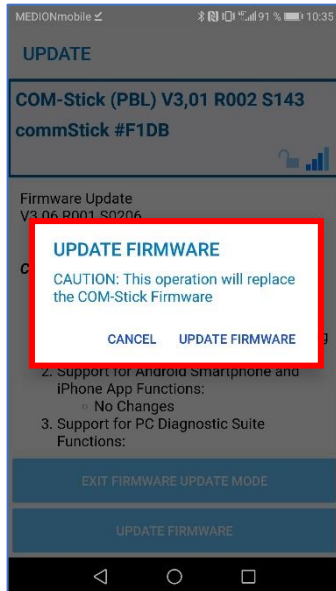 MEDIONmobile 91 % 10:35
UPDATE
COM-Stick (PBL) V3,01 R002 S143
commStick #F1DB
Firmware Update
V3.06 R001 S0206
UPDATE FIRMWARE
CAUTION: This operation will replace
the COM-Stick Firmware
CANCEL UPDATE FIRMWARE
2. Support for Android Smartphone and
iPhone App Functions:
No Changes
3. Support for PC Diagnostic Suite
Functions:
EXIT FIRMWARE UPDATE MODE
UPDATE FIRMWARE